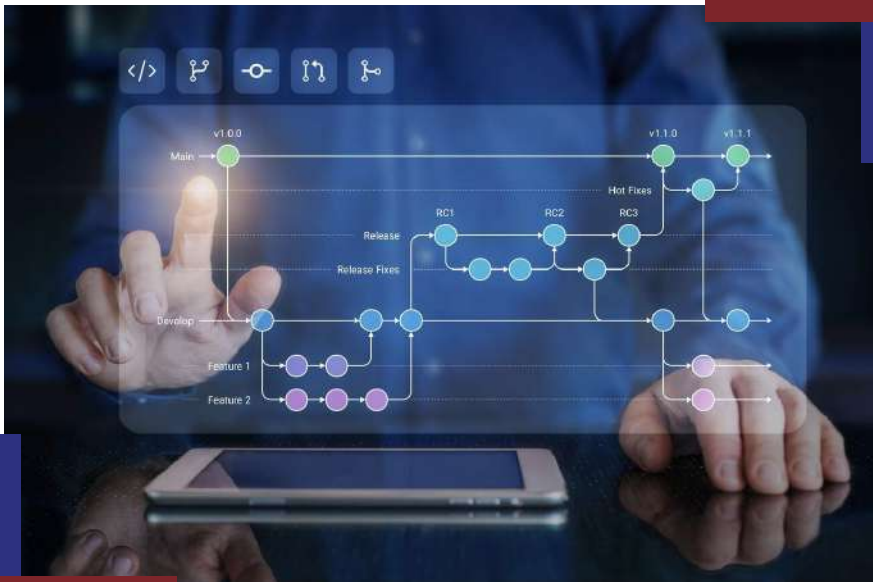 </>
v1.0.0
v1.1.0
v1.1.1
Main
Hot Fixes
RC1
RC2
RC3
Release
Release Fixes
Develop
Feature 1
Feature 2